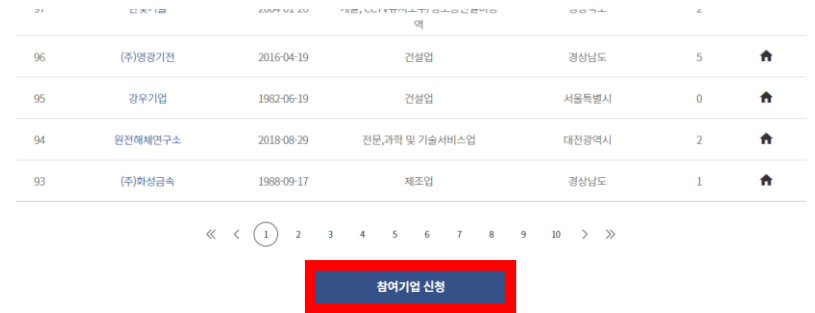 역
96 (주)영광기전 2016-04-19 건설업 경상남도 5
95 강우기업 1982-06-19 건설업 서울특별시 0
94 원전해체연구소 2018-08-29 전문,과학 및 기술서비스업 대전광역시 2
93 (주)화성금속 1988-09-17 제조업 경상남도 1
« < 1 2 3 4 5 6 7 8 9 10 > »
참여기업 신청